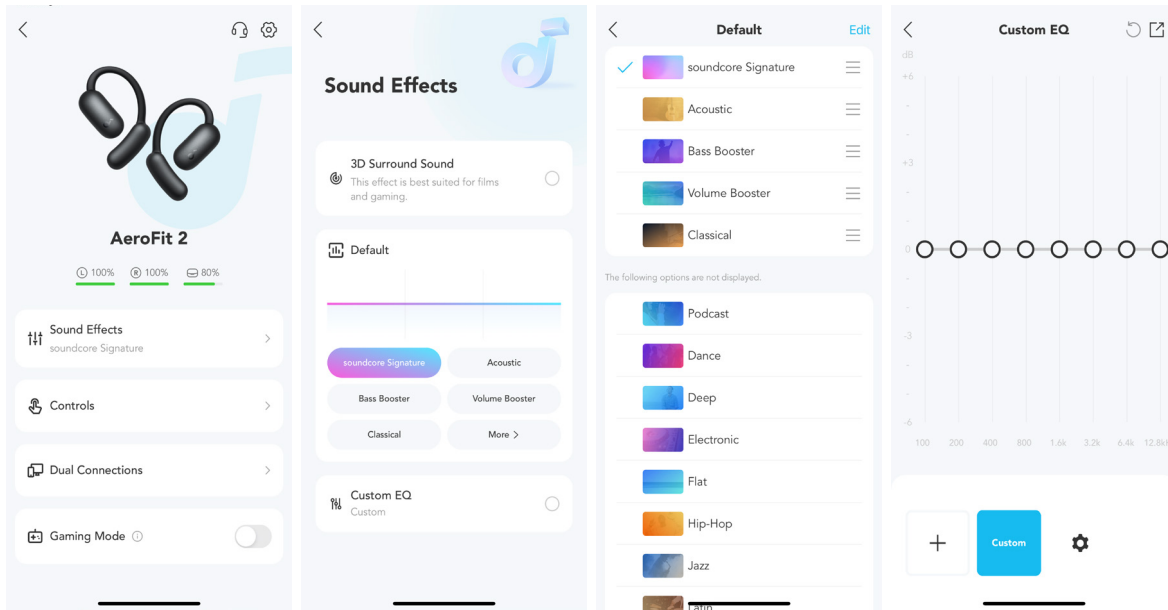 AeroFit 2
L 100%
R 100%
80%
Sound Effects
soundcore Signature
Controls
Dual Connections
Gaming Mode
Sound Effects
3D Surround Sound
This effect is best suited for films
and gaming.
Default
soundcore Signature
Acoustic
Bass Booster
Volume Booster
Classical
More >
Custom EQ
Custom
Default
Edit
soundcore Signature
Acoustic
Bass Booster
Volume Booster
Classical
The following options are not displayed.
Podcast
Dance
Deep
Electronic
Flat
Hip-Hop
Jazz
Latin
Custom EQ
dB
+6
+3
0
-3
-6
100 200 400 800 1.6k 3.2k 6.4k 12.8kH
+
Custom